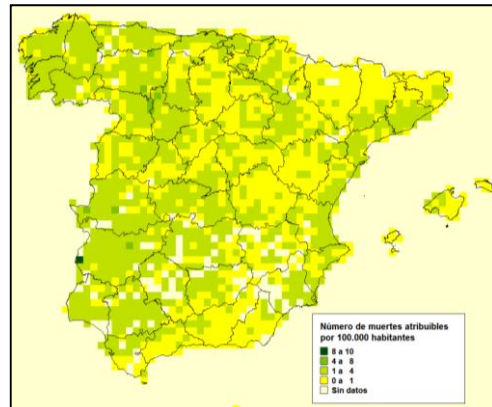 Número de muertes atribuibles
por 100.000 habitantes
8 a 10
4 a 8
1 a 4
0 a 1
Sin datos